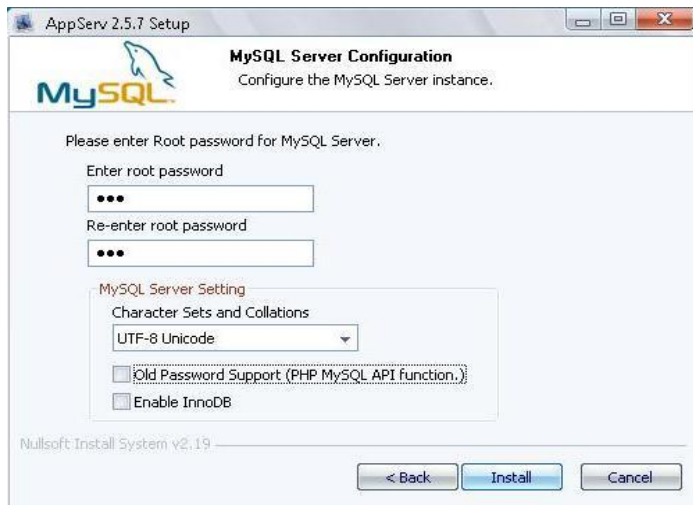 AppServ 2.5.7 Setup
MySQL Server Configuration
Configure the MySQL Server instance.
MySQL
Please enter Root password for MySQL Server.
Enter root password
•••
Re-enter root password
•••
MySQL Server Setting
Character Sets and Collations
UTF-8 Unicode
Old Password Support (PHP MySQL API function.)
Enable InnoDB
Nullsoft Install System v2.19
< Back Install Cancel